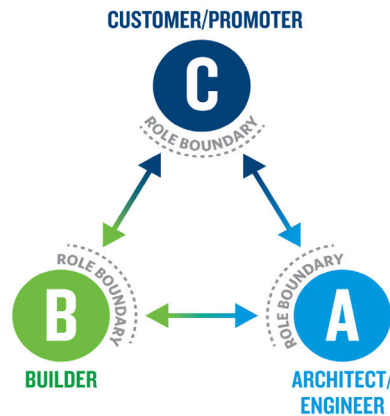 CUSTOMER/PROMOTER
C
ROLE BOUNDARY
ROLE BOUNDARY
ROLE BOUNDARY
B
A
BUILDER
ARCHITECT/
ENGINEER